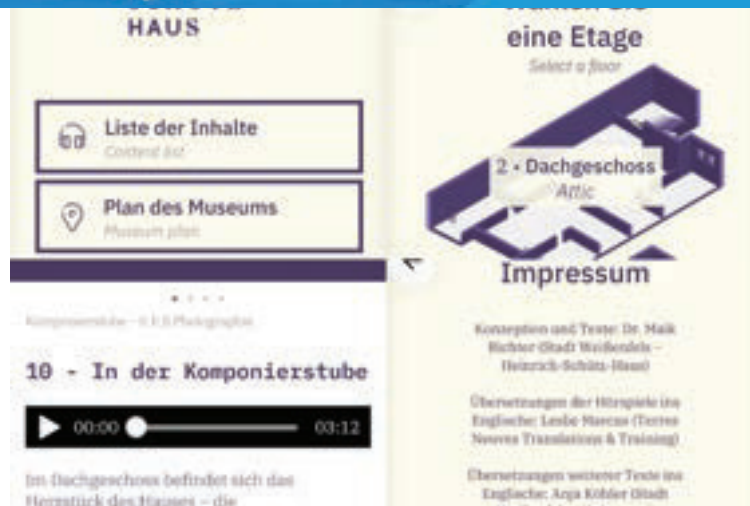 HAUS
Liste der Inhalte
Content list
Plan des Museums
Museum plan
Komponierstube -
10 - In der Komponierstube
00:00
03:12
Im Dachgeschoss befindet sich das
Herzstück des Hauses – die
eine Etage
Select a floor
2 - Dachgeschoss
Attic
Impressum
Konzeption und Texte: Dr. Maik
Richter (Stadt Weißenfels –
Heinrich-Schütz-Haus)
Übersetzungen der Hörspiele ins
Englische: Leslie Marcus (Torres
Nouvos Translations & Training)
Übersetzungen weiterer Texte ins
Englische: Anja Köhler (Stadt